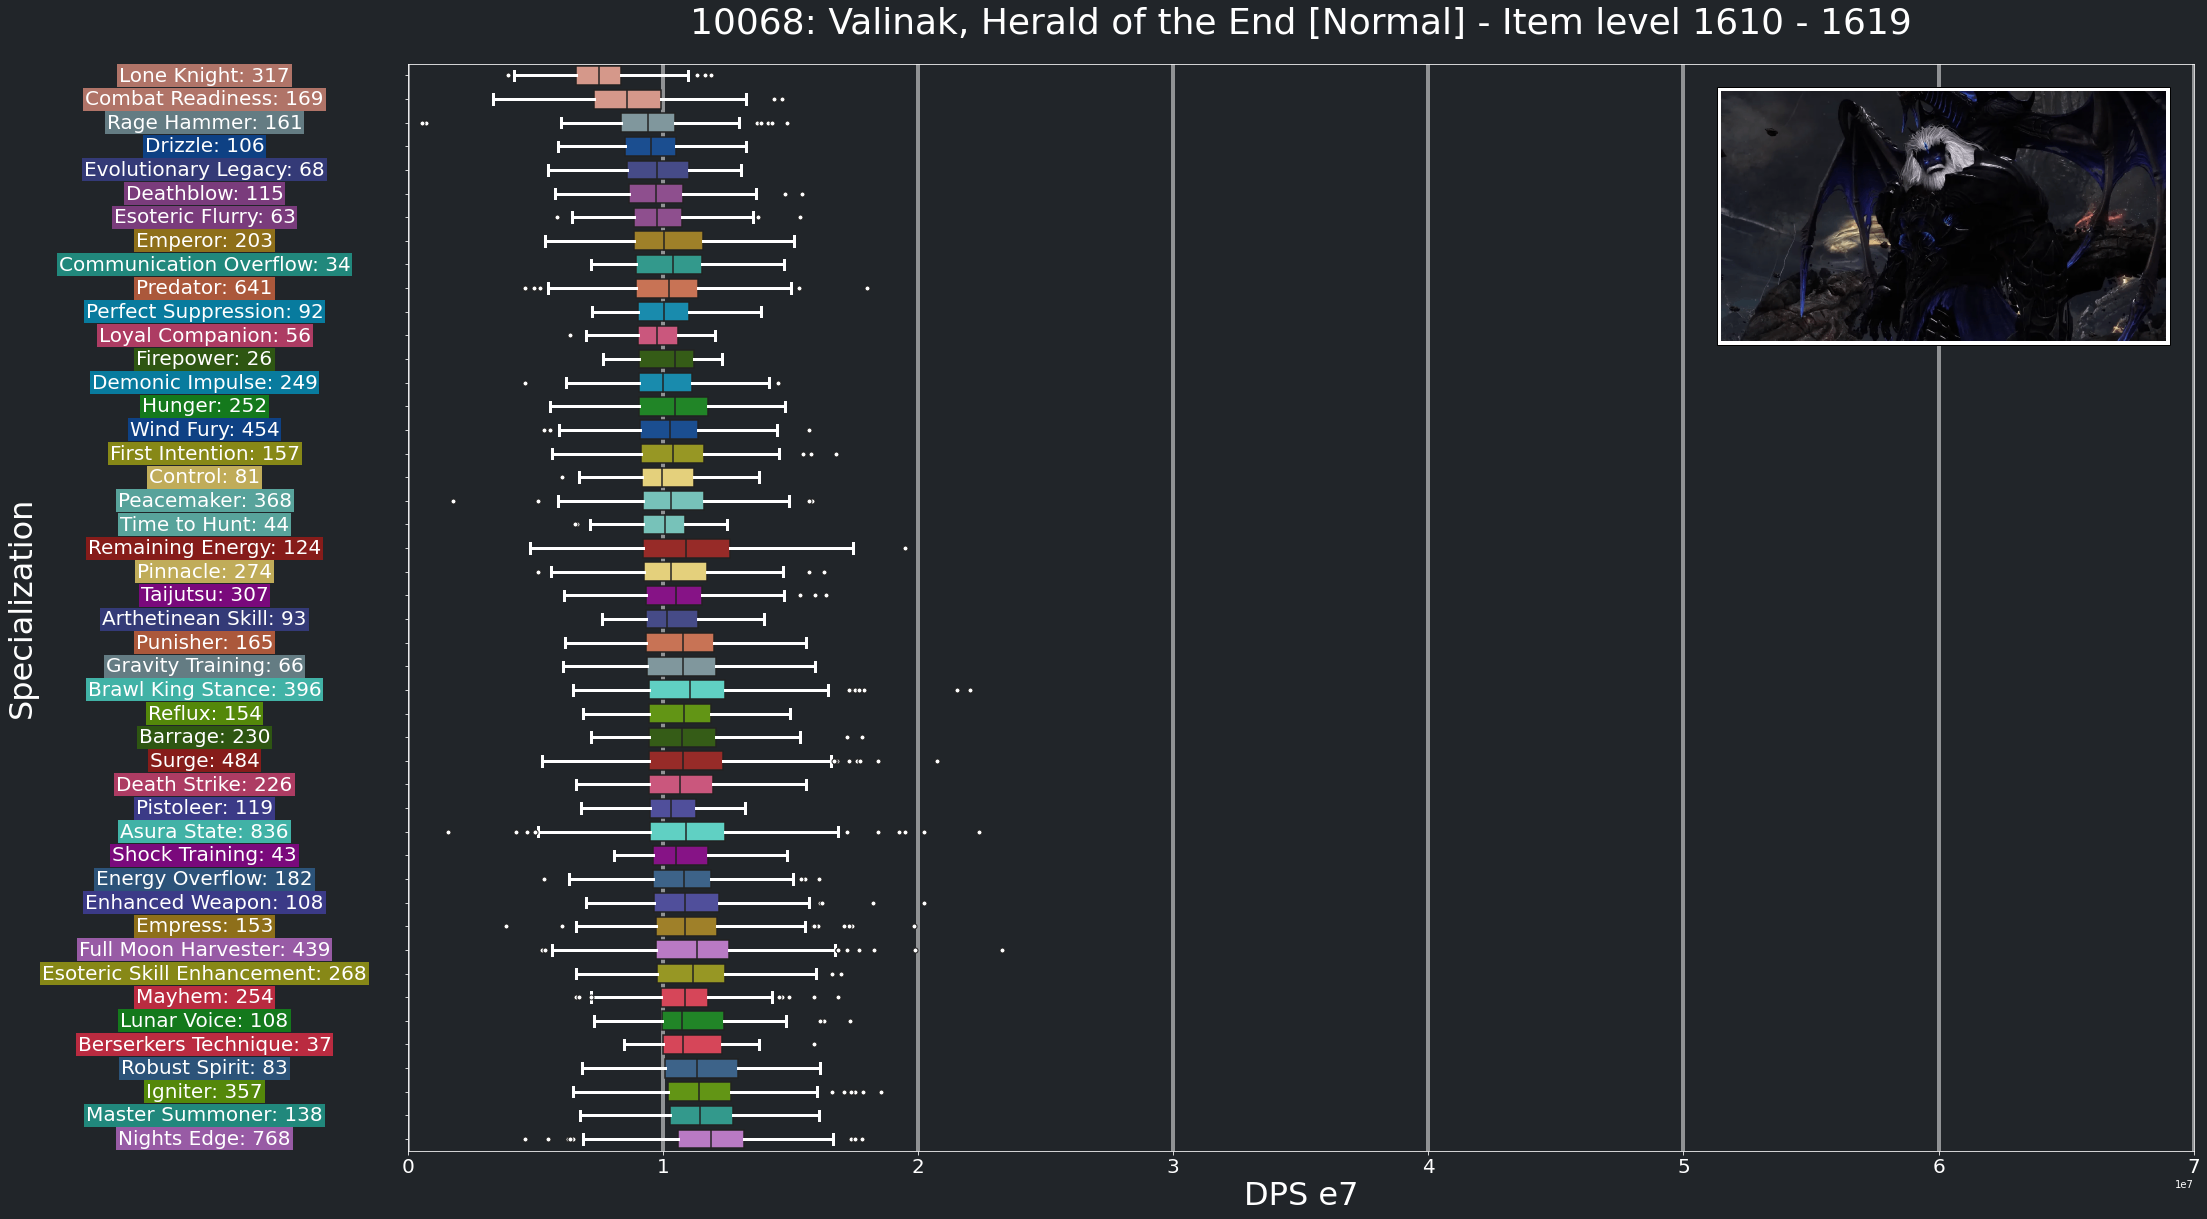 10068: Valinak, Herald of the End [Normal] - Item level 1610 - 1619
Lone Knight: 317
Combat Readiness: 169
Rage Hammer: 161
Drizzle: 106
Evolutionary Legacy: 68
Deathblow: 115
Esoteric Flurry: 63
Emperor: 203
Communication Overflow: 34
Predator: 641
Perfect Suppression: 92
Loyal Companion: 56
Firepower: 26
Demonic Impulse: 249
Hunger: 252
Wind Fury: 454
First Intention: 157
Control: 81
Peacemaker: 368
Time to Hunt: 44
Remaining Energy: 124
Pinnacle: 274
Taijutsu: 307
Arthetinean Skill: 93
Punisher: 165
Gravity Training: 66
Brawl King Stance: 396
Reflux: 154
Barrage: 230
Surge: 484
Death Strike: 226
Pistoleer: 119
Asura State: 836
Shock Training: 43
Energy Overflow: 182
Enhanced Weapon: 108
Empress: 153
Full Moon Harvester: 439
Esoteric Skill Enhancement: 268
Mayhem: 254
Lunar Voice: 108
Berserkers Technique: 37
Robust Spirit: 83
Igniter: 357
Master Summoner: 138
Nights Edge: 768
Specialization
0 1 2 3 4 5 6 7
1e7
DPS e7